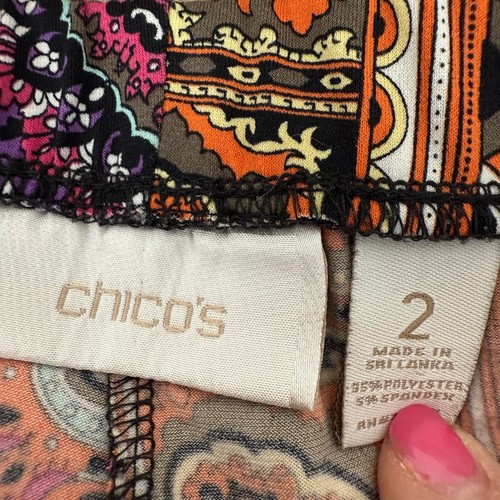 chico's
2
MADE IN
SRI LANKA
95% POLYESTER
5% SPANDEX